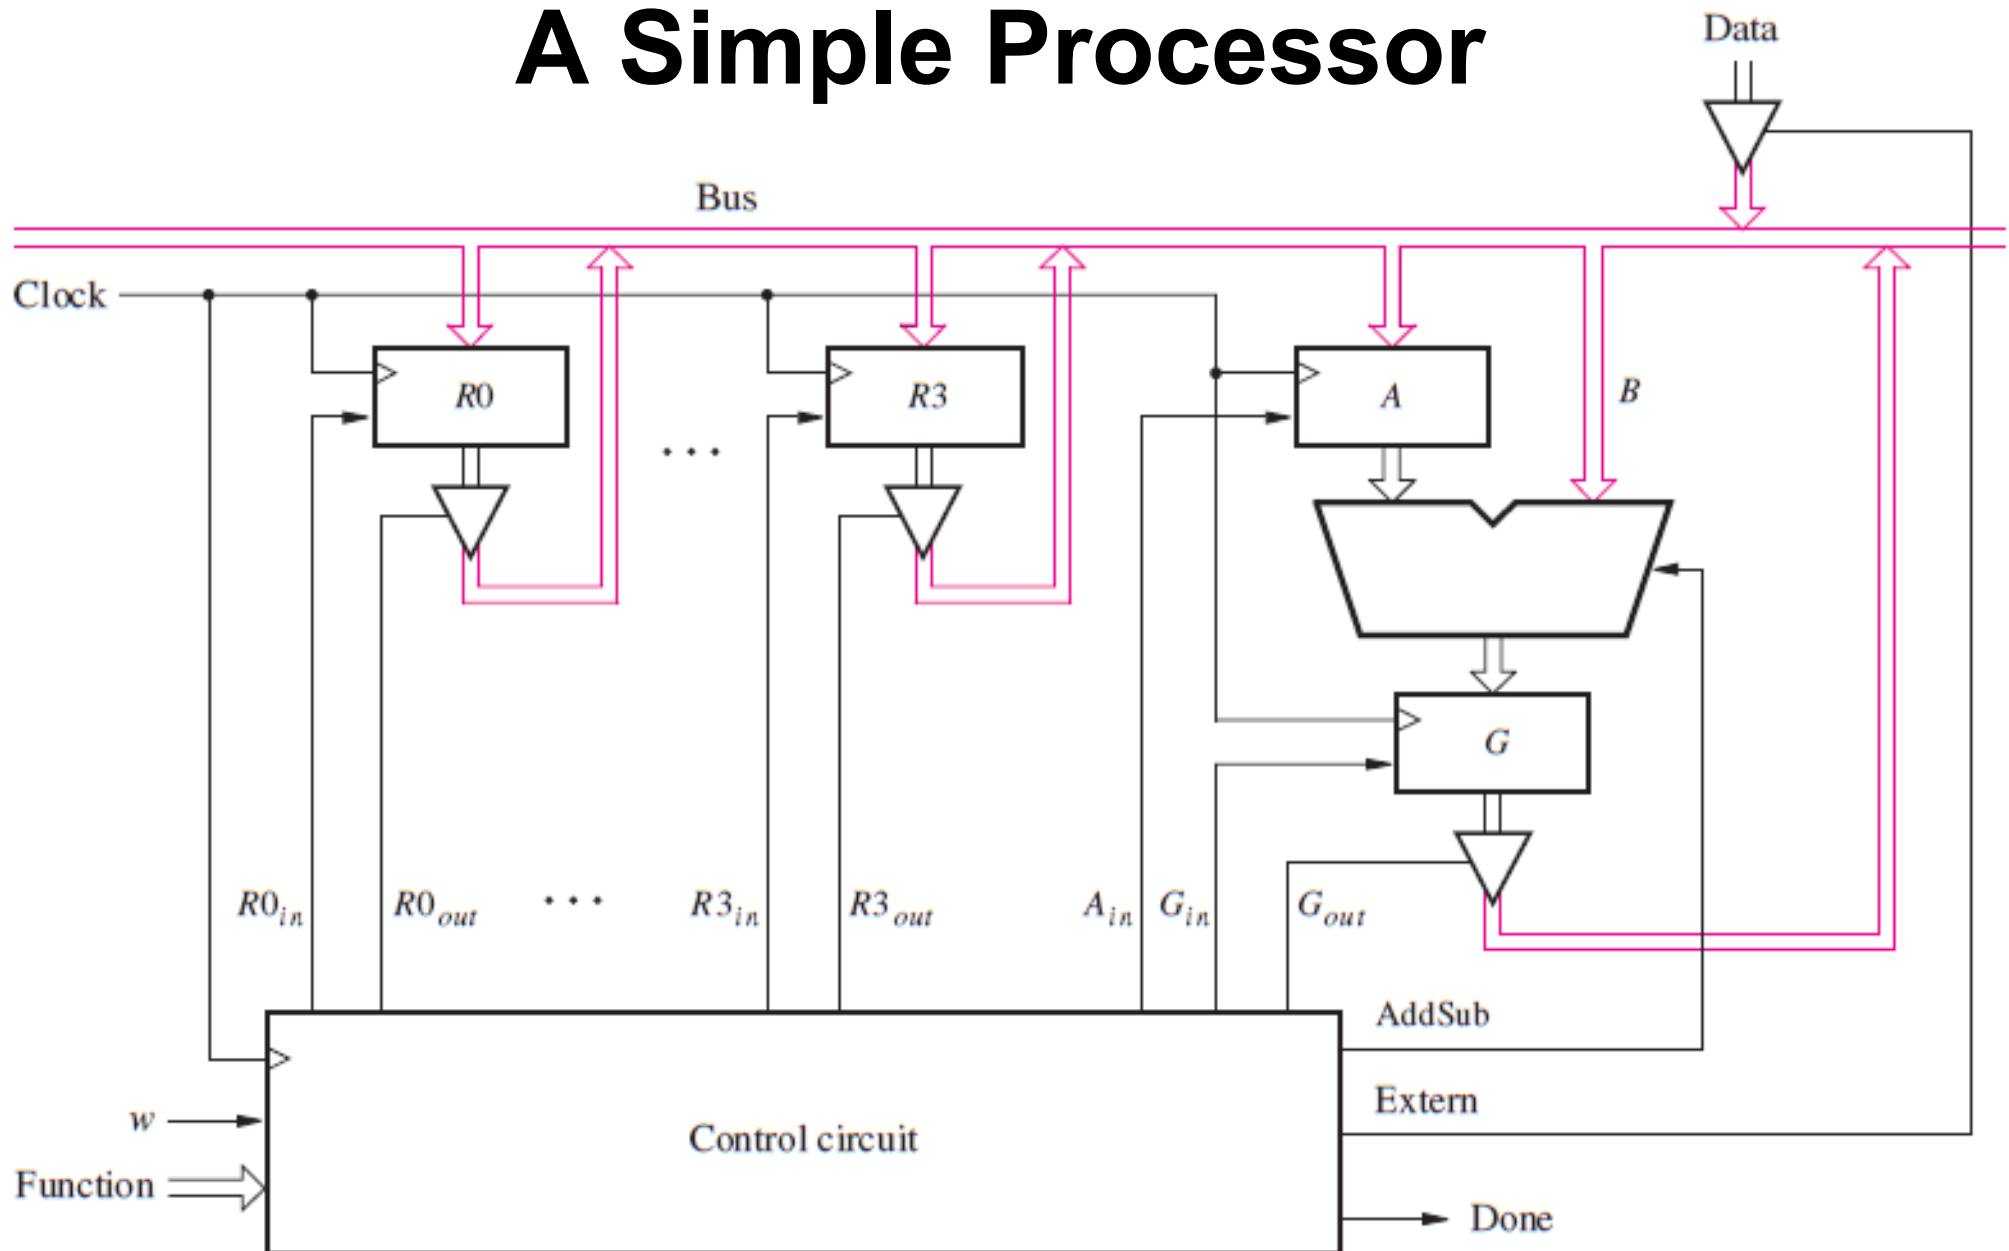 A Simple Processor
Data
Bus
Clock
R0
R3
A
B
...
G
R0in
R0out
...
R3in
R3out
Ain
Gin
Gout
AddSub
Extern
w
Control circuit
Function
Done